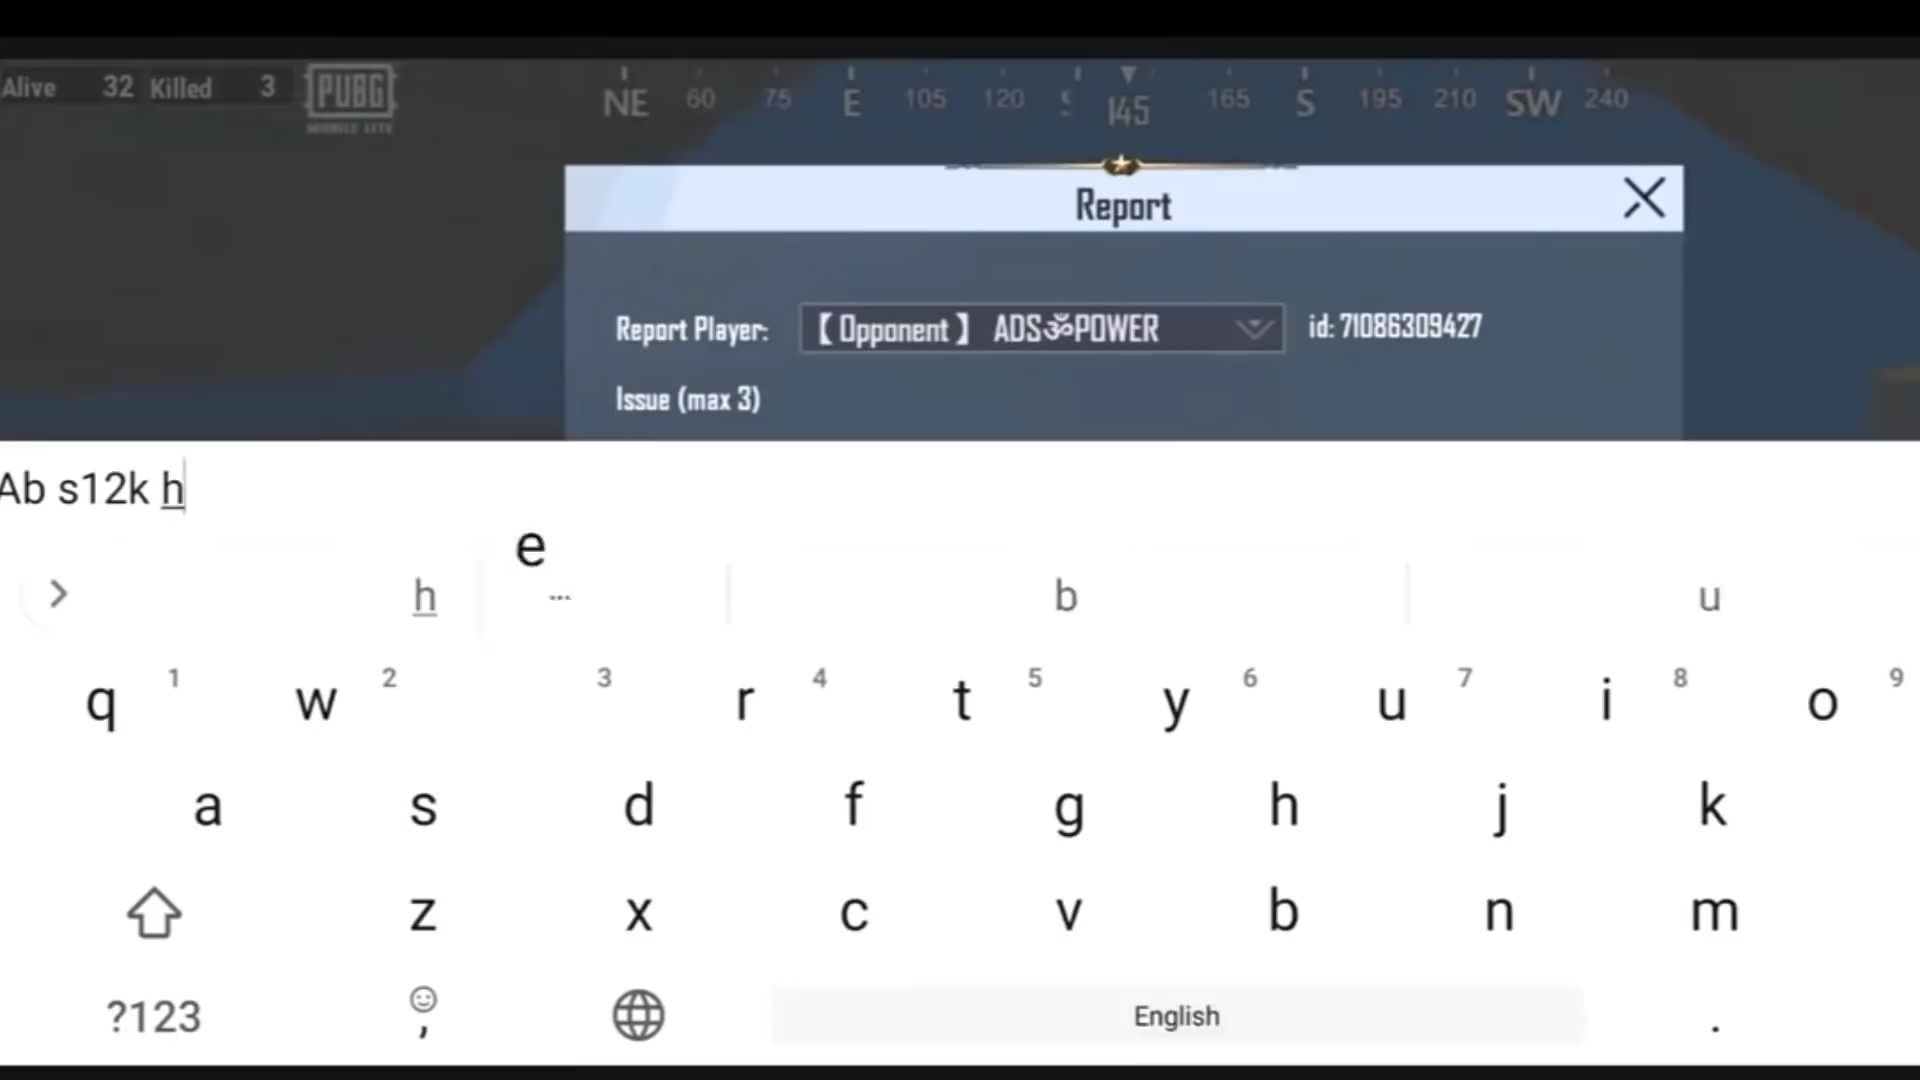 Alive 32 Killed 3 PUBG
MOBILE LITE
NE 60 75 E 105 120 145 165 S 195 210 SW 240
Report
Report Player: 【Opponent】 ADSॐPOWER id: 71086309427
Issue (max 3)
Ab s12k h
e
h ... b u
q 1 w 2 3 r 4 t 5 y 6 u 7 i 8 o 9
a s d f g h j k
z x c v b n m
?123 , English .